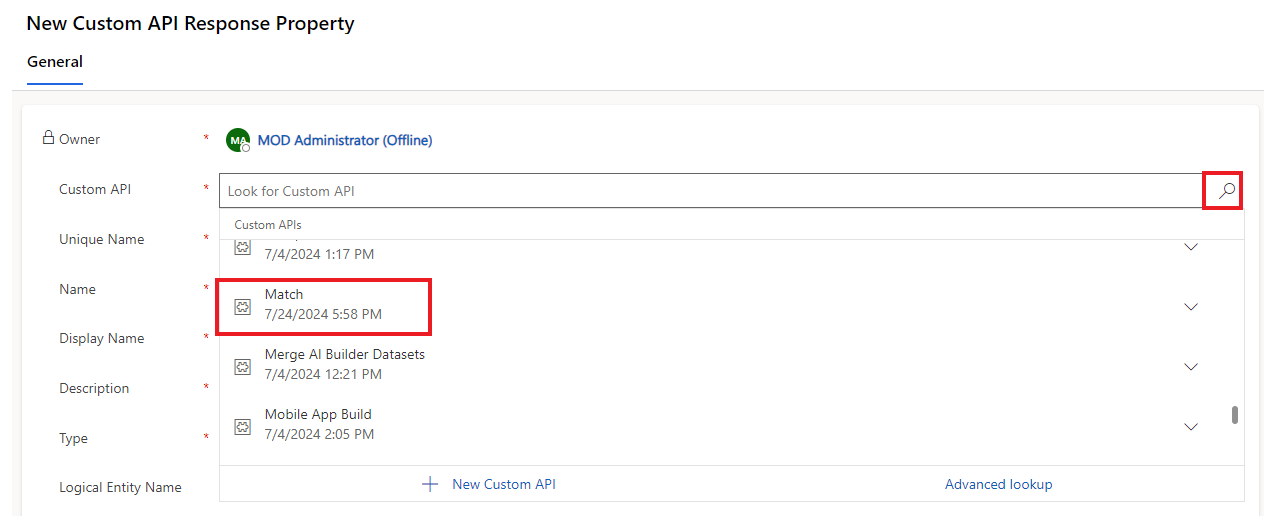 New Custom API Response Property
General
Owner * MA MOD Administrator (Offline)
Custom API * Look for Custom API
Custom APIs
Unique Name *
7/4/2024 1:17 PM
Name * Match
7/24/2024 5:58 PM
Display Name *
Merge AI Builder Datasets
7/4/2024 12:21 PM
Description *
Mobile App Build
Type * 7/4/2024 2:05 PM
Logical Entity Name
New Custom API Advanced lookup